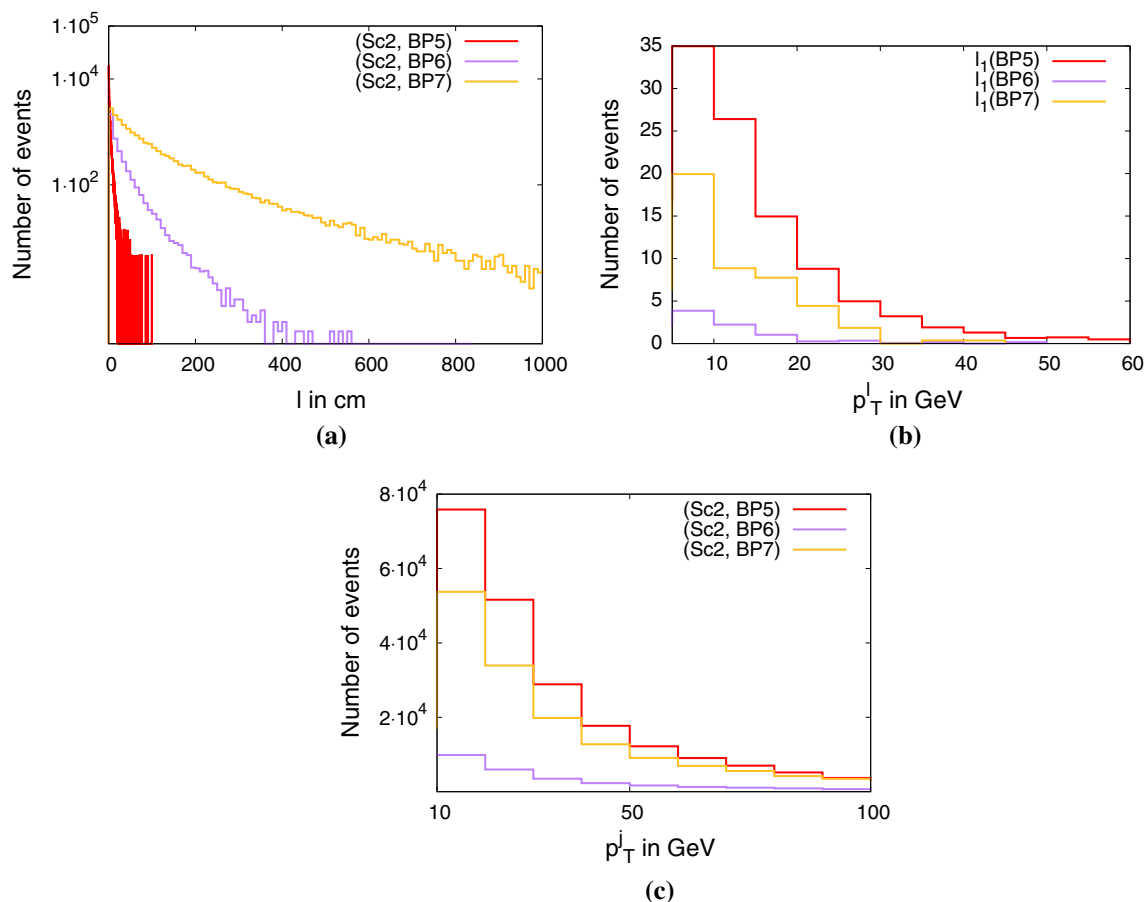 1·10^5
1·10^4
1·10^2
Number of events
(Sc2, BP5)
(Sc2, BP6)
(Sc2, BP7)
0 200 400 600 800 1000
l in cm
(a)
35
30
25
20
15
10
5
0
Number of events
l_1(BP5)
l_1(BP6)
l_1(BP7)
10 20 30 40 50 60
p^l_T in GeV
(b)
8·10^4
6·10^4
4·10^4
2·10^4
Number of events
(Sc2, BP5)
(Sc2, BP6)
(Sc2, BP7)
10 50 100
p^j_T in GeV
(c)